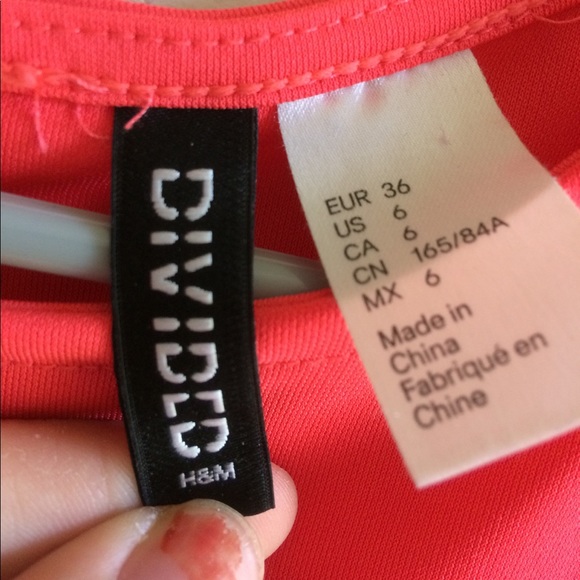 DIVIDED
H&M
EUR 36
US 6
CA 6
CN 165/84A
MX 6
Made in
China
Fabriqué en
Chine